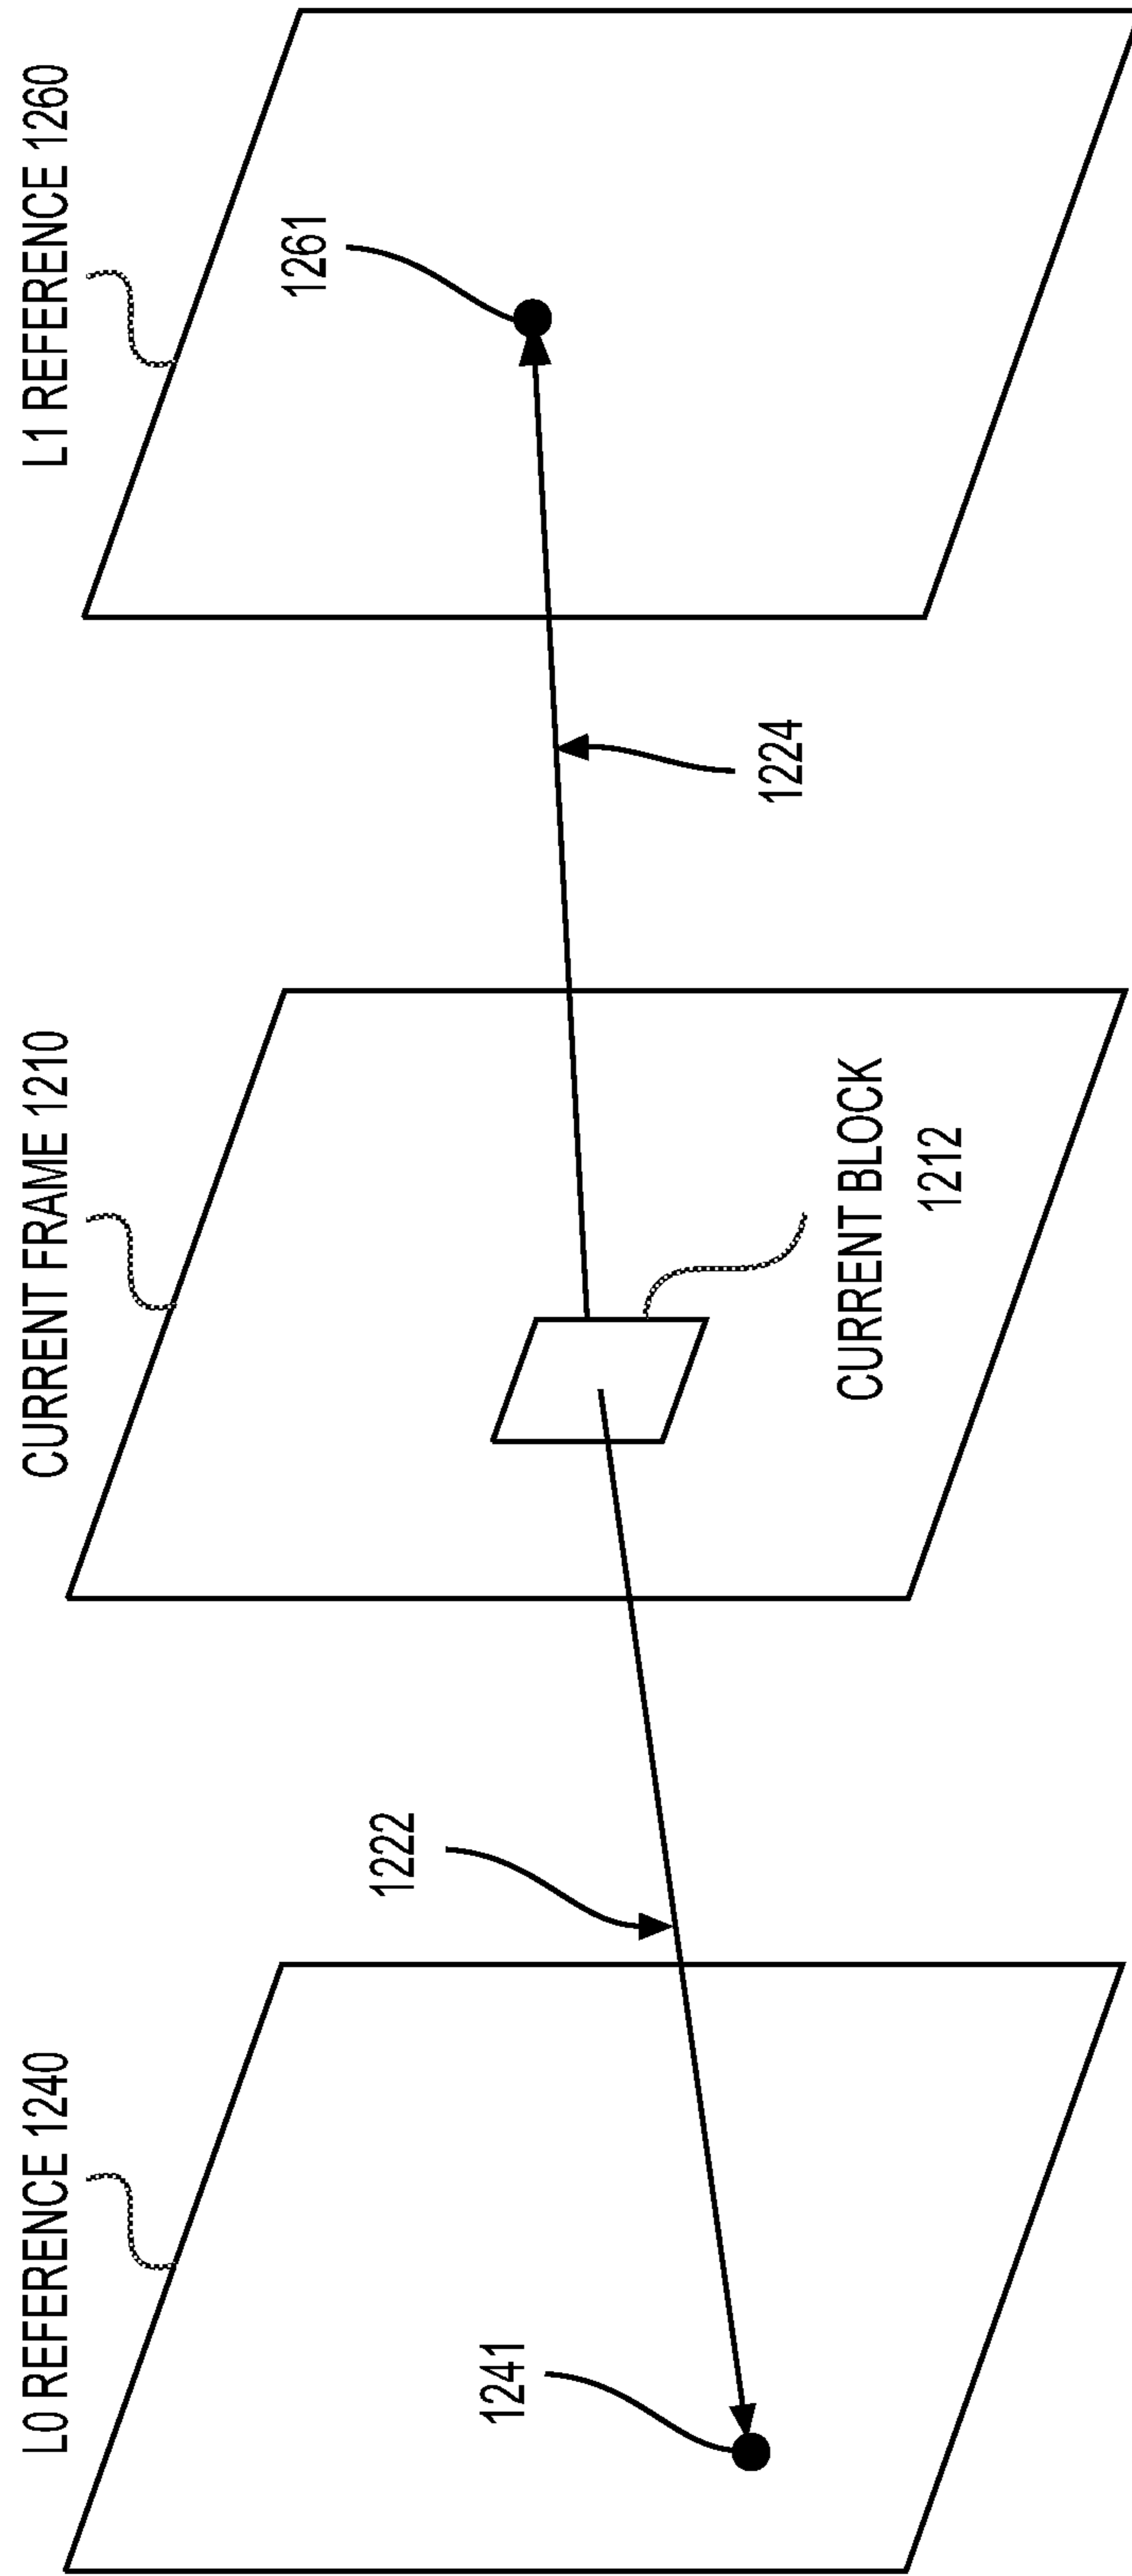 L0 REFERENCE 1240
CURRENT FRAME 1210
L1 REFERENCE 1260
1241
1222
1261
1224
CURRENT BLOCK
1212